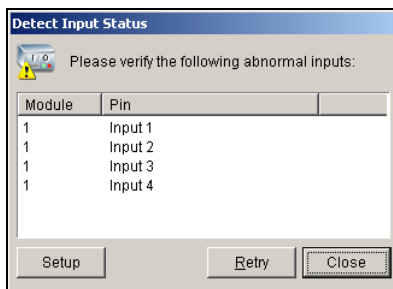 Detect Input Status
I / O
Please verify the following abnormal inputs:
Module Pin
1 Input 1
1 Input 2
1 Input 3
1 Input 4
Setup Retry Close